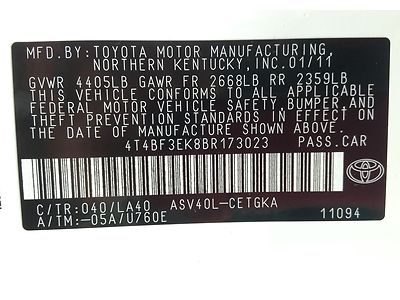 MFD.BY:TOYOTA MOTOR MANUFACTURING,
NORTHERN KENTUCKY,INC.01/11
GVWR 4405LB GAWR FR 2668LB RR 2359LB
THIS VEHICLE CONFORMS TO ALL APPLICABLE
FEDERAL MOTOR VEHICLE SAFETY,BUMPER,AND
THEFT PREVENTION STANDARDS IN EFFECT ON
THE DATE OF MANUFACTURE SHOWN ABOVE.
4T4BF3EK8BR173023 PASS.CAR
C/TR:040/LA40 ASV40L-CETGKA
A/TM:-05A/U760E 11094